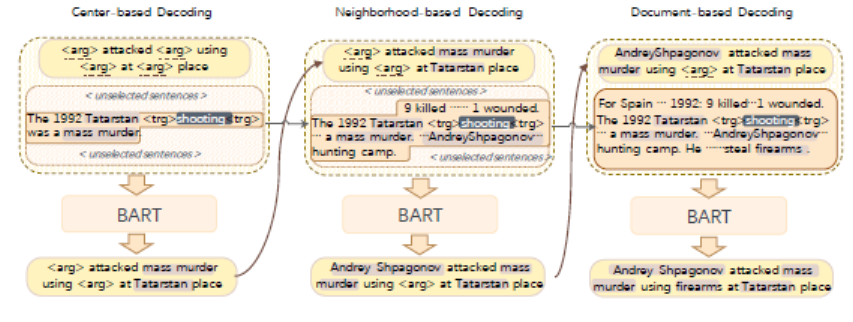 Center-based Decoding
<arg> attacked <arg> using
<arg> at <arg> place
< unselected sentences >
The 1992 Tatarstan <trg>shooting<trg>
was a mass murder.
< unselected sentences >
BART
<arg> attacked mass murder
using <arg> at Tatarstan place
Neighborhood-based Decoding
<arg> attacked mass murder
using <arg> at Tatarstan place
< unselected sentences >
9 killed ······ 1 wounded.
The 1992 Tatarstan <trg>shooting<trg>
··· a mass murder. ···AndreyShpagonov···
hunting camp.
< unselected sentences >
BART
Andrey Shpagonov attacked mass
murder using <arg> at Tatarstan place
Document-based Decoding
AndreyShpagonov attacked mass
murder using <arg> at Tatarstan place
For Spain ··· 1992: 9 killed···1 wounded.
The 1992 Tatarstan <trg>shooting<trg>
··· a mass murder. ···AndreyShpagonov···
hunting camp. He ······steal firearms .
BART
Andrey Shpagonov attacked mass
murder using firearms at Tatarstan place